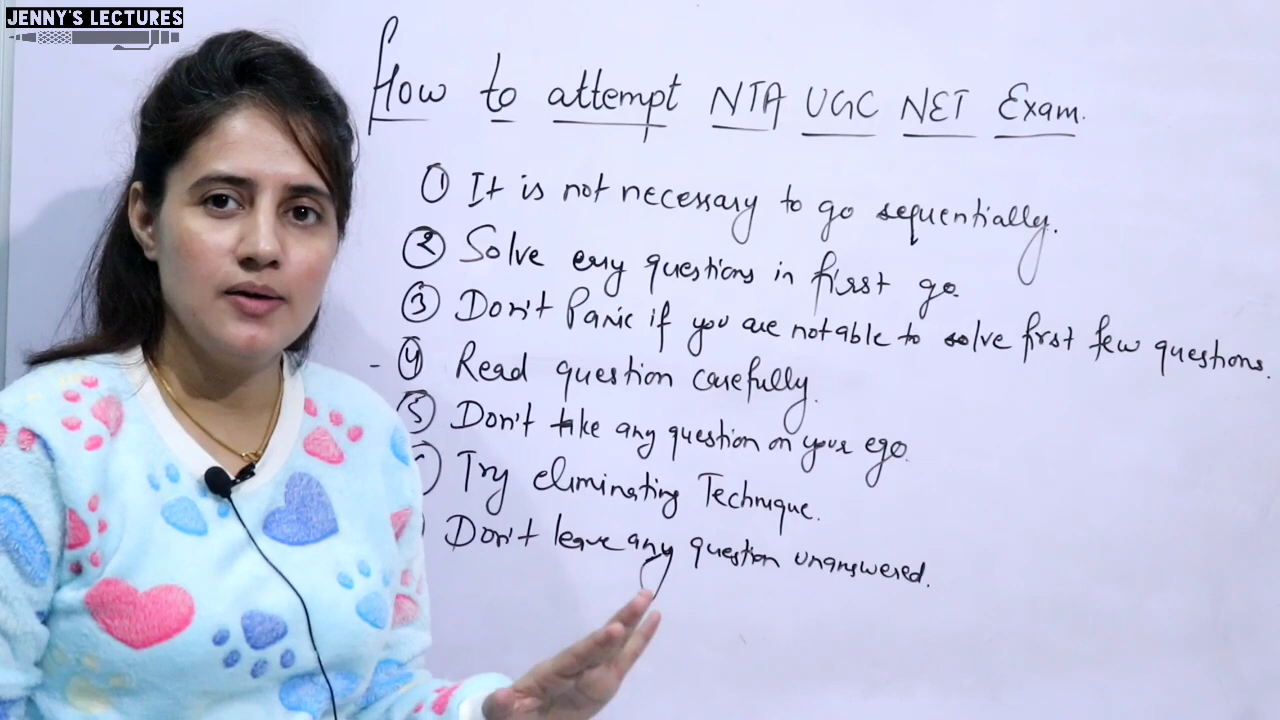 JENNY'S LECTURES
How to attempt NTA UGC NET Exam.
① It is not necessary to go sequentially.
② Solve easy questions in first go.
③ Don't Panic if you are not able to solve first few questions.
- ④ Read question carefully.
⑤ Don't take any question on your ego.
Try eliminating Technique.
Don't leave any question unanswered.